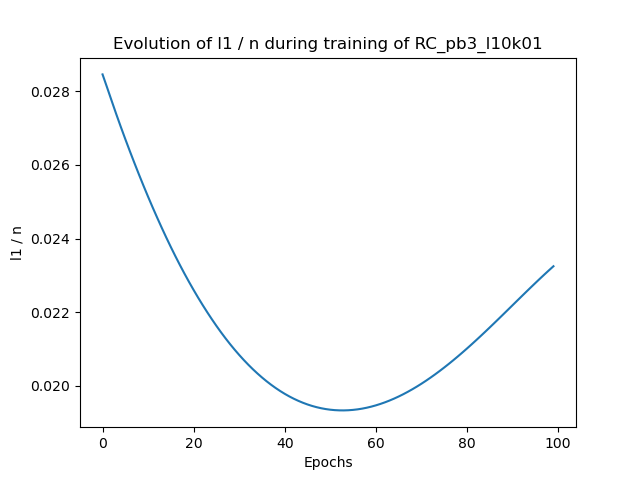 Evolution of l1 / n during training of RC_pb3_l10k01
0.028
0.026
0.024
0.022
0.020
l1 / n
0 20 40 60 80 100
Epochs